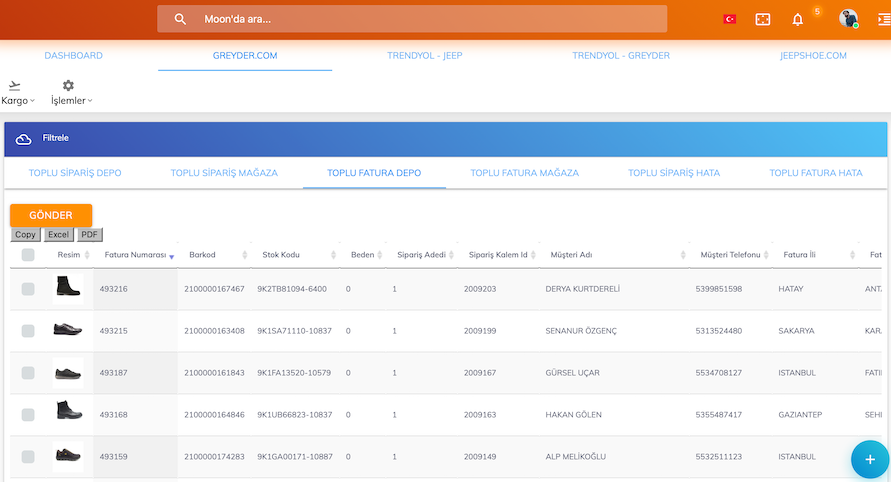 Moon'da ara...
5
DASHBOARD GREYDER.COM TRENDYOL - JEEP TRENDYOL - GREYDER JEEPSHOE.COM
Kargo İşlemler
Filtrele
TOPLU SİPARİŞ DEPO TOPLU SİPARİŞ MAĞAZA TOPLU FATURA DEPO TOPLU FATURA MAĞAZA TOPLU SİPARİŞ HATA TOPLU FATURA HATA
GÖNDER
Copy Excel PDF
Resim Fatura Numarası Barkod Stok Kodu Beden Sipariş Adedi Sipariş Kalem Id Müşteri Adı Müşteri Telefonu Fatura İli Fat
493216 2100000167467 9K2TB81094-6400 0 1 2009203 DERYA KURTDERELİ 5399851598 HATAY ANT
493215 2100000163408 9K1SA71110-10837 0 1 2009199 SENANUR ÖZGENÇ 5313524480 SAKARYA KAR
493187 2100000161843 9K1FA13520-10579 0 1 2009167 GÜRSEL UÇAR 5534708127 ISTANBUL FATI
493168 2100000164846 9K1UB66823-10837 0 1 2009163 HAKAN GÖLEN 5355487417 GAZIANTEP SEHI
493159 2100000174283 9K1GA00171-10887 0 1 2009149 ALP MELİKOĞLU 5532511123 ISTANBUL